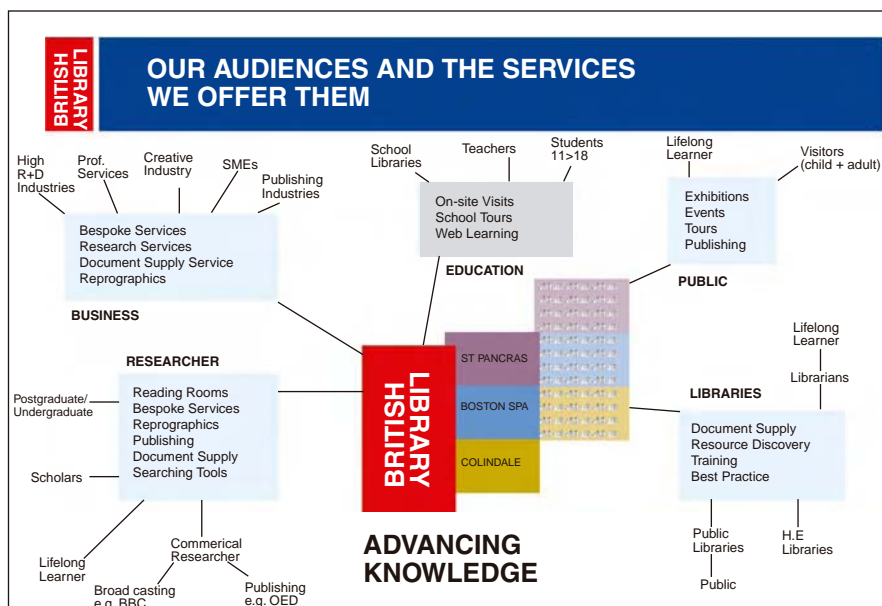 BRITISH
LIBRARY
OUR AUDIENCES AND THE SERVICES
WE OFFER THEM
High
R+D
Industries
Prof.
Services
Creative
Industry
SMEs
Publishing
Industries
Bespoke Services
Research Services
Document Supply Service
Reprographics
BUSINESS
School
Libraries
Teachers
Students
11>18
On-site Visits
School Tours
Web Learning
EDUCATION
Lifelong
Learner
Visitors
(child + adult)
Exhibitions
Events
Tours
Publishing
PUBLIC
RESEARCHER
Postgraduate/
Undergraduate
Reading Rooms
Bespoke Services
Reprographics
Publishing
Document Supply
Searching Tools
Scholars
Lifelong
Learner
Commerical
Researcher
Broad casting
e.g. BBC
Publishing
e.g. OED
BRITISH
LIBRARY
ST PANCRAS
BOSTON SPA
COLINDALE
ADVANCING
KNOWLEDGE
Lifelong
Learner
Librarians
LIBRARIES
Document Supply
Resource Discovery
Training
Best Practice
Public
Libraries
Public
H.E
Libraries